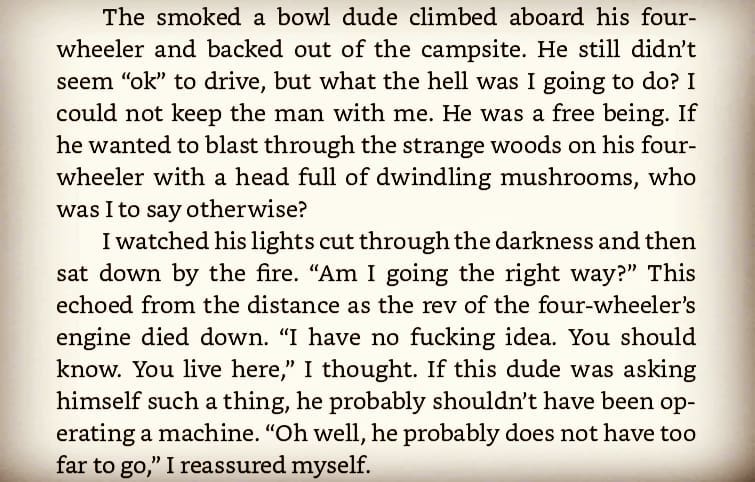 The smoked a bowl dude climbed aboard his four-
wheeler and backed out of the campsite. He still didn’t
seem “ok” to drive, but what the hell was I going to do? I
could not keep the man with me. He was a free being. If
he wanted to blast through the strange woods on his four-
wheeler with a head full of dwindling mushrooms, who
was I to say otherwise?
I watched his lights cut through the darkness and then
sat down by the fire. “Am I going the right way?” This
echoed from the distance as the rev of the four-wheeler’s
engine died down. “I have no fucking idea. You should
know. You live here,” I thought. If this dude was asking
himself such a thing, he probably shouldn’t have been op-
erating a machine. “Oh well, he probably does not have too
far to go,” I reassured myself.